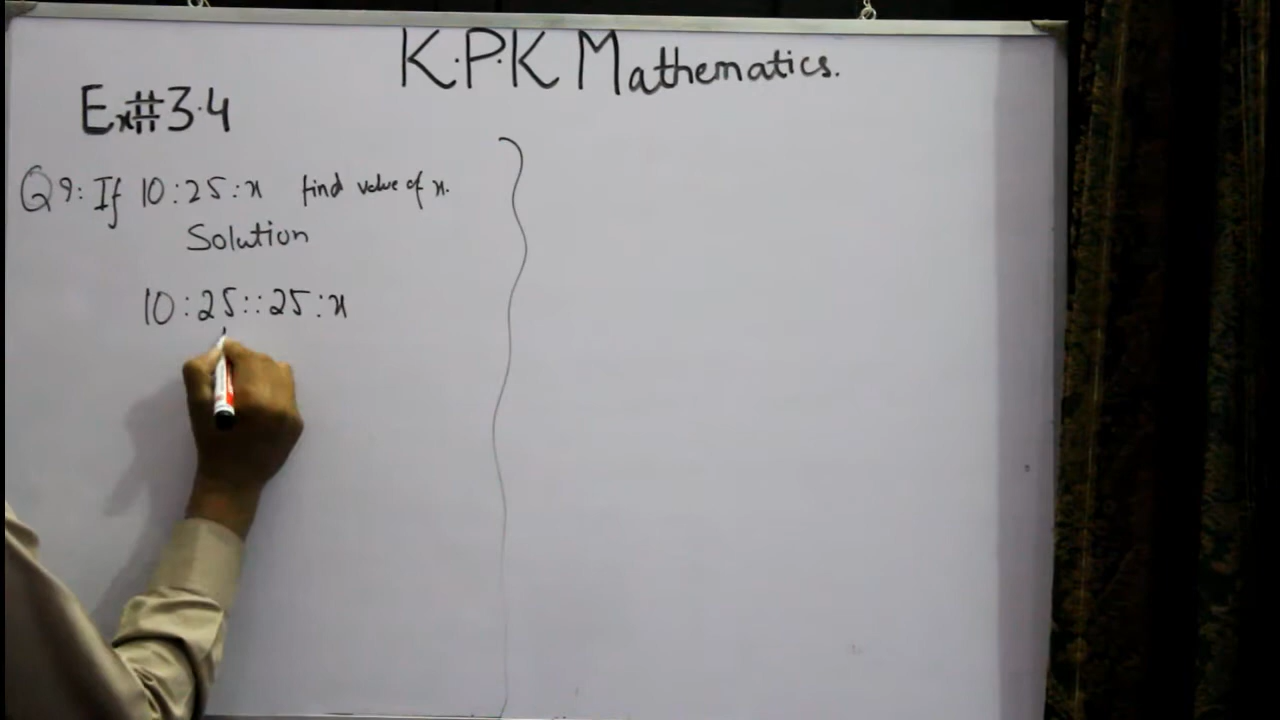 K.P.K Mathematics.
Ex#3.4
Q9: If 10:25:x find value of x.
Solution
10:25::25:x